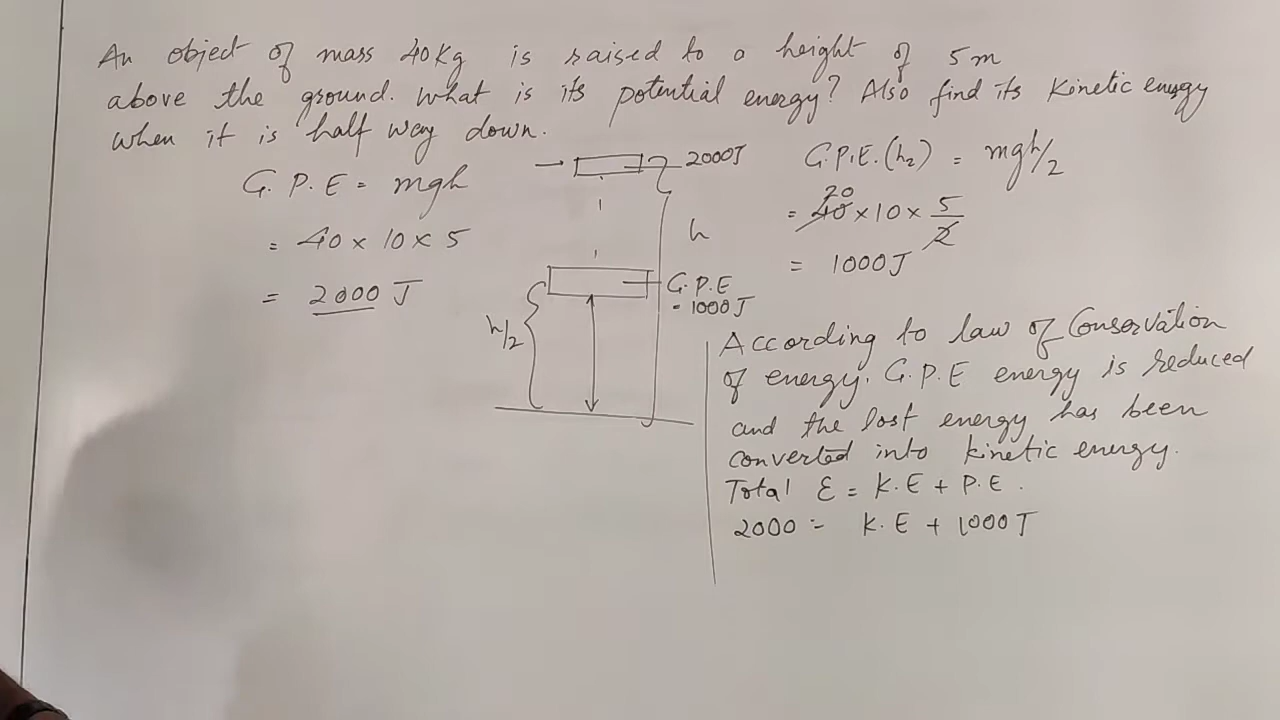 An object of mass 40Kg is raised to a height of 5m
above the ground. What is its potential energy? Also find its Kinetic energy
when it is half way down.
G.P.E = mgh
= 40 x 10 x 5
= 2000 J
2000J
h
G.P.E
= 1000J
h/2
G.P.E.(h2) = mgh/2
20
= 40 x 10 x 5/2
= 1000J
According to law of Conservation
of energy. G.P.E energy is reduced
and the lost energy has been
converted into kinetic energy.
Total E = K.E + P.E.
2000 = K.E + 1000J